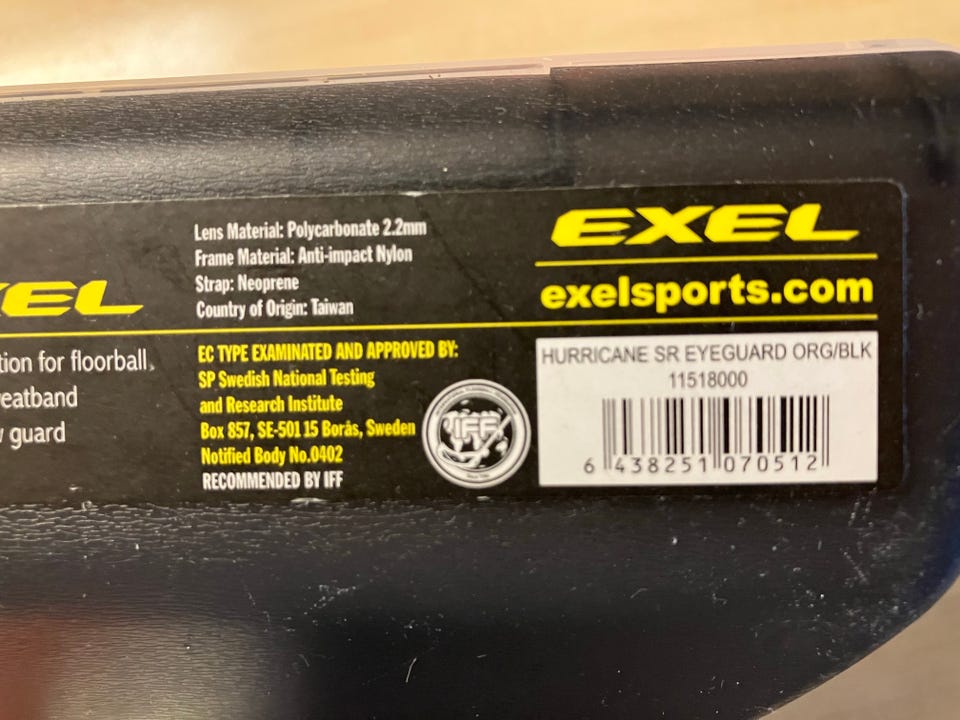 EL
tion for floorball.
eatband
guard
Lens Material: Polycarbonate 2.2mm
Frame Material: Anti-impact Nylon
Strap: Neoprene
Country of Origin: Taiwan
EC TYPE EXAMINATED AND APPROVED BY:
SP Swedish National Testing
and Research Institute
Box 857, SE-501 15 Borås, Sweden
Notified Body No.0402
RECOMMENDED BY IFF
IFF
EXEL
exelsports.com
HURRICANE SR EYEGUARD ORG/BLK
11518000
6 438251 070512